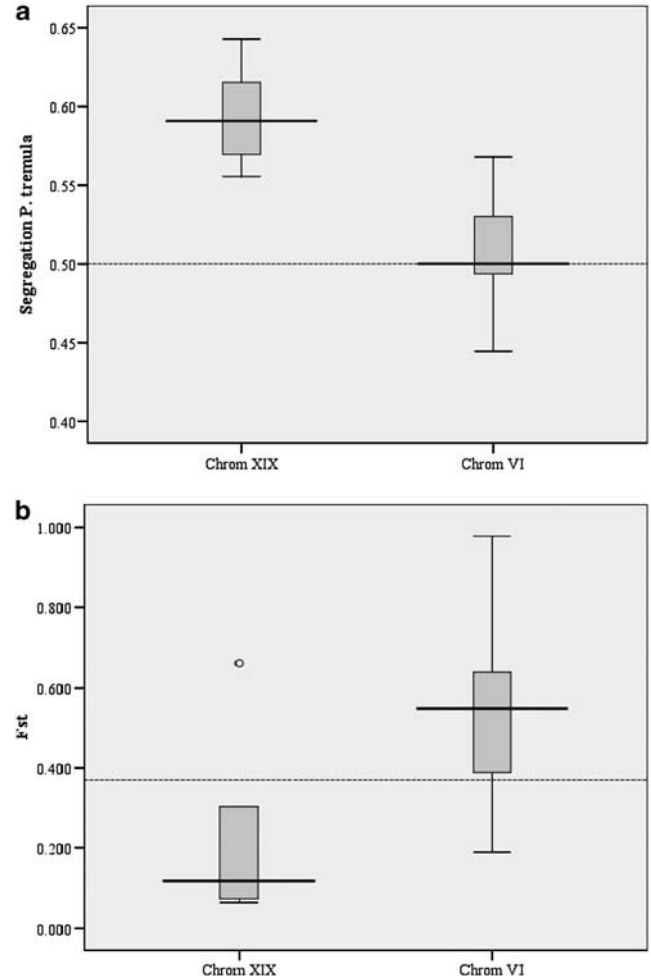 a
Segregation P. tremula
0.65
0.60
0.55
0.50
0.45
0.40
Chrom XIX
Chrom VI
b
Fst
1.000
0.800
0.600
0.400
0.200
0.000
Chrom XIX
Chrom VI